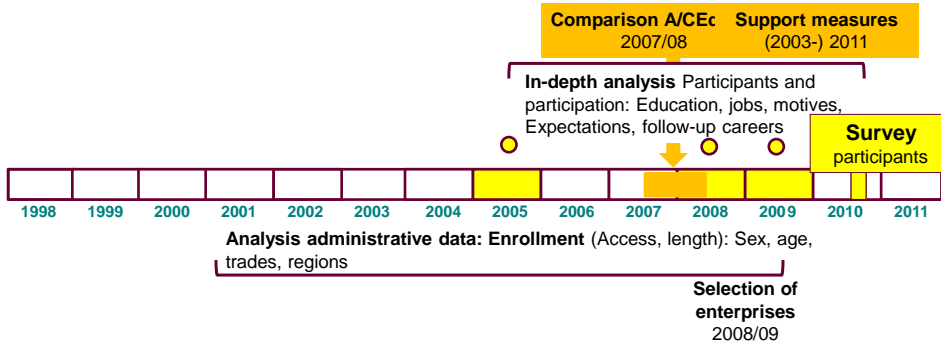 Comparison A/CEd
2007/08
Support measures
(2003-) 2011
In-depth analysis Participants and
participation: Education, jobs, motives,
Expectations, follow-up careers
Survey
participants
1998 1999 2000 2001 2002 2003 2004 2005 2006 2007 2008 2009 2010 2011
Analysis administrative data: Enrollment (Access, length): Sex, age,
trades, regions
Selection of
enterprises
2008/09